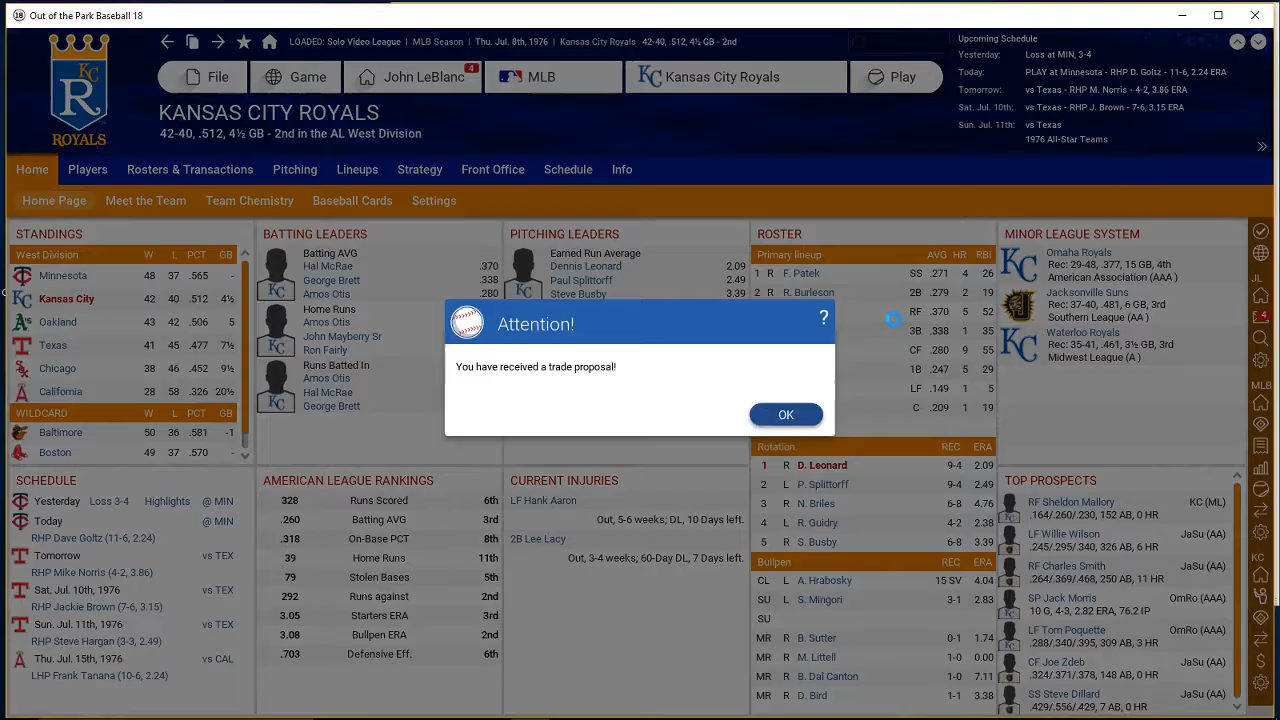 Out of the Park Baseball 18
LOADED: Solo Video League | MLB Season | Thu. Jul. 8th, 1976 | Kansas City Royals 42-40, .512, 4½ GB - 2nd
File
Game
John LeBlanc 4
MLB
Kansas City Royals
Play
Upcoming Schedule
Yesterday: Loss at MIN, 3-4
Today: PLAY at Minnesota - RHP D. Goltz - 11-6, 2.24 ERA
Tomorrow: vs Texas - RHP M. Norris - 4-2, 3.86 ERA
Sat. Jul. 10th: vs Texas - RHP J. Brown - 7-6, 3.15 ERA
Sun. Jul. 11th: vs Texas
1976 All-Star Teams
ROYALS
KANSAS CITY ROYALS
42-40, .512, 4½ GB - 2nd in the AL West Division
Home Players Rosters & Transactions Pitching Lineups Strategy Front Office Schedule Info
Home Page Meet the Team Team Chemistry Baseball Cards Settings
STANDINGS
West Division W L PCT GB
Minnesota 48 37 .565 -
Kansas City 42 40 .512 4½
Oakland 43 42 .506 5
Texas 41 45 .477 7½
Chicago 38 46 .452 9½
California 28 58 .326 20½
WILDCARD W L PCT GB
Baltimore 50 36 .581 -1
Boston 49 37 .570 -
BATTING LEADERS
Batting AVG
Hal McRae .370
George Brett .338
Amos Otis .280
Home Runs
Amos Otis
John Mayberry Sr
Ron Fairly
Runs Batted In
Amos Otis
Hal McRae
George Brett
PITCHING LEADERS
Earned Run Average
Dennis Leonard 2.09
Paul Splittorff 2.49
Steve Busby 3.39
Attention!
?
You have received a trade proposal!
OK
ROSTER
Primary lineup AVG HR RBI
1 R F. Patek SS .271 4 26
2 R R. Burleson 2B .279 2 19
RF .370 5 52
3B .338 1 35
CF .280 9 55
1B .247 5 29
LF .149 1 5
C .209 1 19
Rotation REC ERA
1 R D. Leonard 9-4 2.09
2 L P. Splittorff 9-4 2.49
3 R N. Briles 6-8 4.76
4 L R. Guidry 4-2 2.38
5 R S. Busby 6-8 3.39
Bullpen REC ERA
CL L A. Hrabosky 15 SV 4.04
SU L S. Mingori 3-1 2.83
SU
MR R B. Sutter 0-1 1.74
MR R M. Littell 1-0 0.00
MR R B. Dal Canton 1-0 7.11
MR R D. Bird 1-1 3.38
MINOR LEAGUE SYSTEM
Omaha Royals
Rec: 29-48, .377, 15 GB, 4th
American Association (AAA )
Jacksonville Suns
Rec: 37-40, .481, 6 GB, 3rd
Southern League (AA )
Waterloo Royals
Rec: 35-41, .461, 3½ GB, 3rd
Midwest League (A )
SCHEDULE
Yesterday Loss 3-4 Highlights @ MIN
Today @ MIN
RHP Dave Goltz (11-6, 2.24)
Tomorrow vs TEX
RHP Mike Norris (4-2, 3.86)
Sat. Jul. 10th, 1976 vs TEX
RHP Jackie Brown (7-6, 3.15)
Sun. Jul. 11th, 1976 vs TEX
RHP Steve Hargan (3-3, 2.49)
Thu. Jul. 15th, 1976 vs CAL
LHP Frank Tanana (10-6, 2.24)
AMERICAN LEAGUE RANKINGS
328 Runs Scored 6th
.260 Batting AVG 3rd
.318 On-Base PCT 8th
39 Home Runs 11th
79 Stolen Bases 5th
292 Runs against 2nd
3.05 Starters ERA 3rd
3.08 Bullpen ERA 2nd
.703 Defensive Eff. 6th
CURRENT INJURIES
LF Hank Aaron
Out, 5-6 weeks; DL, 10 Days left.
2B Lee Lacy
Out, 3-4 weeks; 60-Day DL, 7 Days left.
TOP PROSPECTS
RF Sheldon Mallory KC (ML)
.164/.260/.230, 152 AB, 0 HR
LF Willie Wilson JaSu (AA)
.245/.295/.340, 326 AB, 6 HR
RF Charles Smith JaSu (AA)
.264/.369/.468, 250 AB, 11 HR
SP Jack Morris OmRo (AAA)
10 G, 4-3, 2.82 ERA, 76.2 IP
LF Tom Poquette OmRo (AAA)
.288/.340/.395, 309 AB, 3 HR
CF Joe Zdeb JaSu (AA)
.324/.371/.378, 148 AB, 0 HR
SS Steve Dillard JaSu (AA)
.429/.556/.429, 7 AB, 0 HR
JL
4
MLB
KC